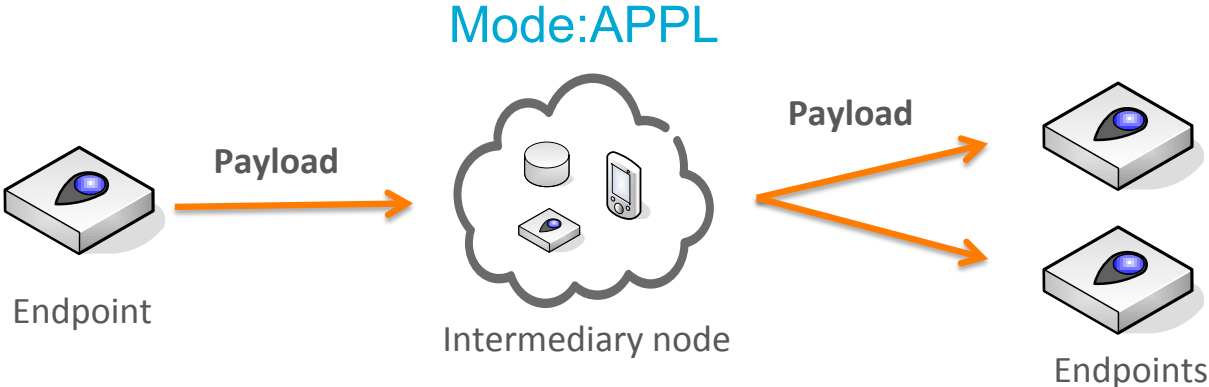 Mode:APPL
Payload
Payload
Endpoint
Intermediary node
Endpoints